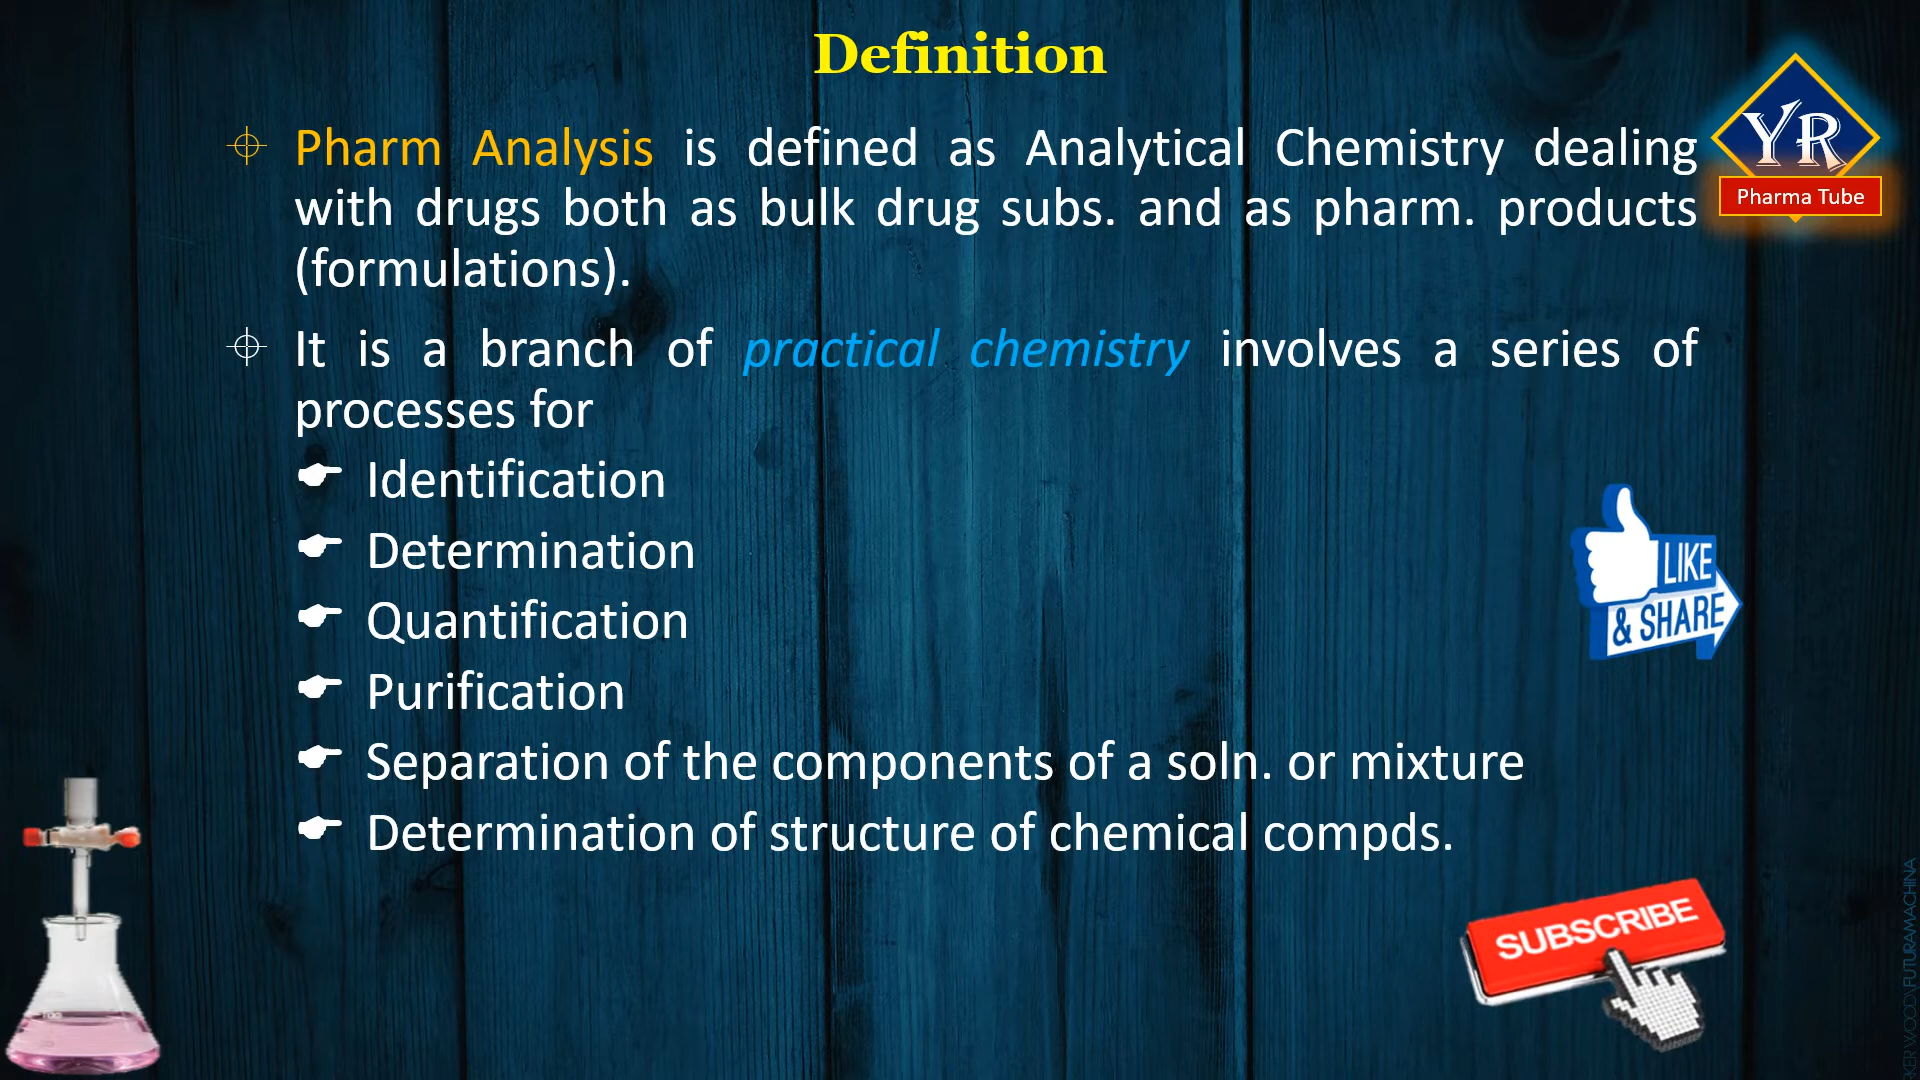 Definition
Pharm Analysis is defined as Analytical Chemistry dealing
with drugs both as bulk drug subs. and as pharm. products
(formulations).
It is a branch of practical chemistry involves a series of
processes for
Identification
Determination
Quantification
Purification
Separation of the components of a soln. or mixture
Determination of structure of chemical compds.
YR
Pharma Tube
LIKE
& SHARE
SUBSCRIBE